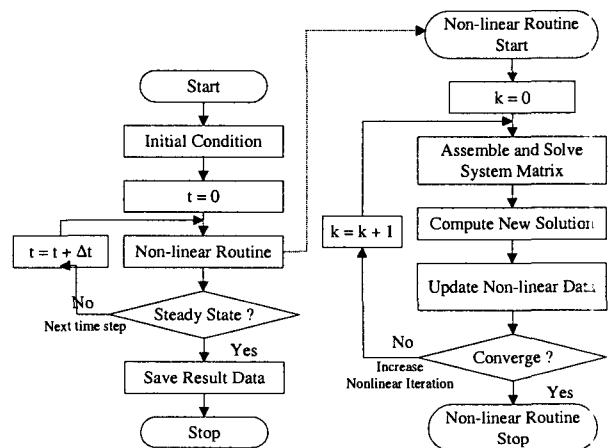 Start
Initial Condition
t = 0
t = t + Δt
Non-linear Routine
No
Next time step
Steady State ?
Yes
Save Result Data
Stop
Non-linear Routine
Start
k = 0
Assemble and Solve
System Matrix
k = k + 1
Compute New Solution
Update Non-linear Data
No
Increase
Nonlinear Iteration
Converge ?
Yes
Non-linear Routine
Stop